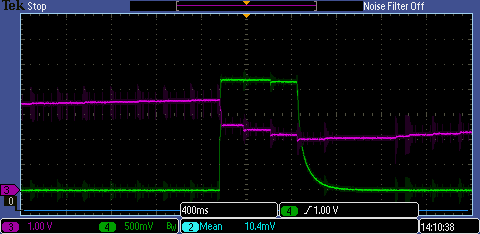 Tek Stop Noise Filter Off
3
0
400ms 4 1.00 V
3 1.00 V 4 500mV Bw 2 Mean 10.4mV 14:10:38